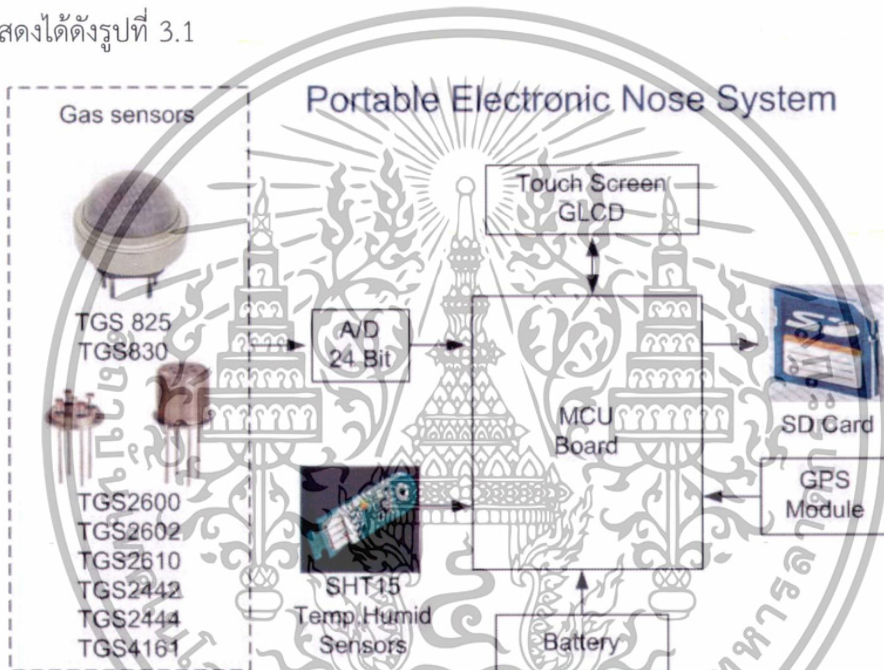 สดงได้ดังรูปที่ 3.1
Portable Electronic Nose System
Gas sensors
TGS 825
TGS830
TGS2600
TGS2602
TGS2610
TGS2442
TGS2444
TGS4161
A/D
24 Bit
SHT15
Temp,Humid
Sensors
Touch Screen
GLCD
MCU
Board
Battery
SD Card
GPS
Module